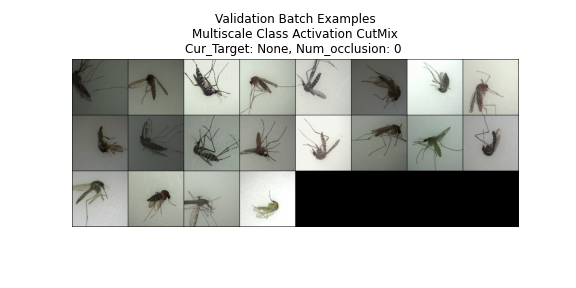 Validation Batch Examples
Multiscale Class Activation CutMix
Cur_Target: None, Num_occlusion: 0